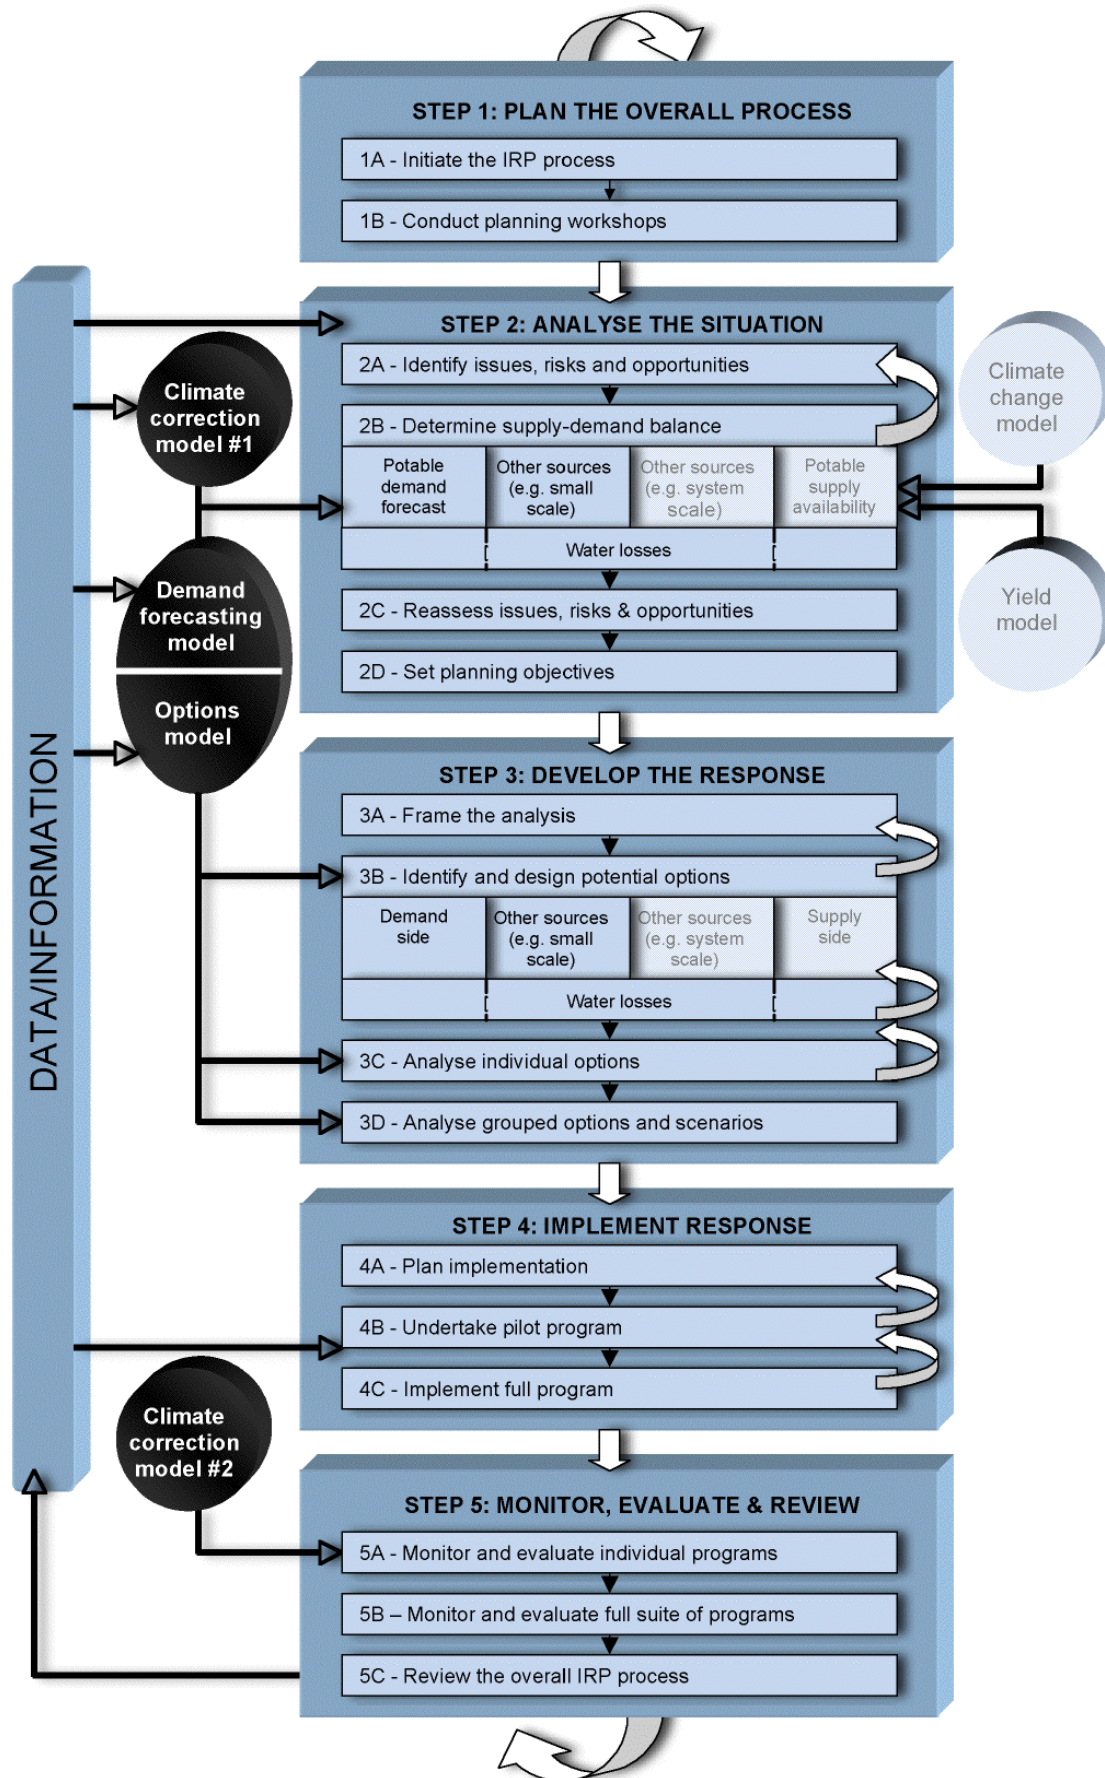 STEP 1: PLAN THE OVERALL PROCESS
1A - Initiate the IRP process
1B - Conduct planning workshops
STEP 2: ANALYSE THE SITUATION
2A - Identify issues, risks and opportunities
2B - Determine supply-demand balance
Potable
demand
forecast
Other sources
(e.g. small
scale)
Other sources
(e.g. system
scale)
Potable
supply
availability
Water losses
2C - Reassess issues, risks & opportunities
2D - Set planning objectives
Climate
correction
model #1
Demand
forecasting
model
Options
model
Climate
change
model
Yield
model
DATA/INFORMATION
STEP 3: DEVELOP THE RESPONSE
3A - Frame the analysis
3B - Identify and design potential options
Demand
side
Other sources
(e.g. small
scale)
Other sources
(e.g. system
scale)
Supply
side
Water losses
3C - Analyse individual options
3D - Analyse grouped options and scenarios
STEP 4: IMPLEMENT RESPONSE
4A - Plan implementation
4B - Undertake pilot program
4C - Implement full program
Climate
correction
model #2
STEP 5: MONITOR, EVALUATE & REVIEW
5A - Monitor and evaluate individual programs
5B – Monitor and evaluate full suite of programs
5C - Review the overall IRP process